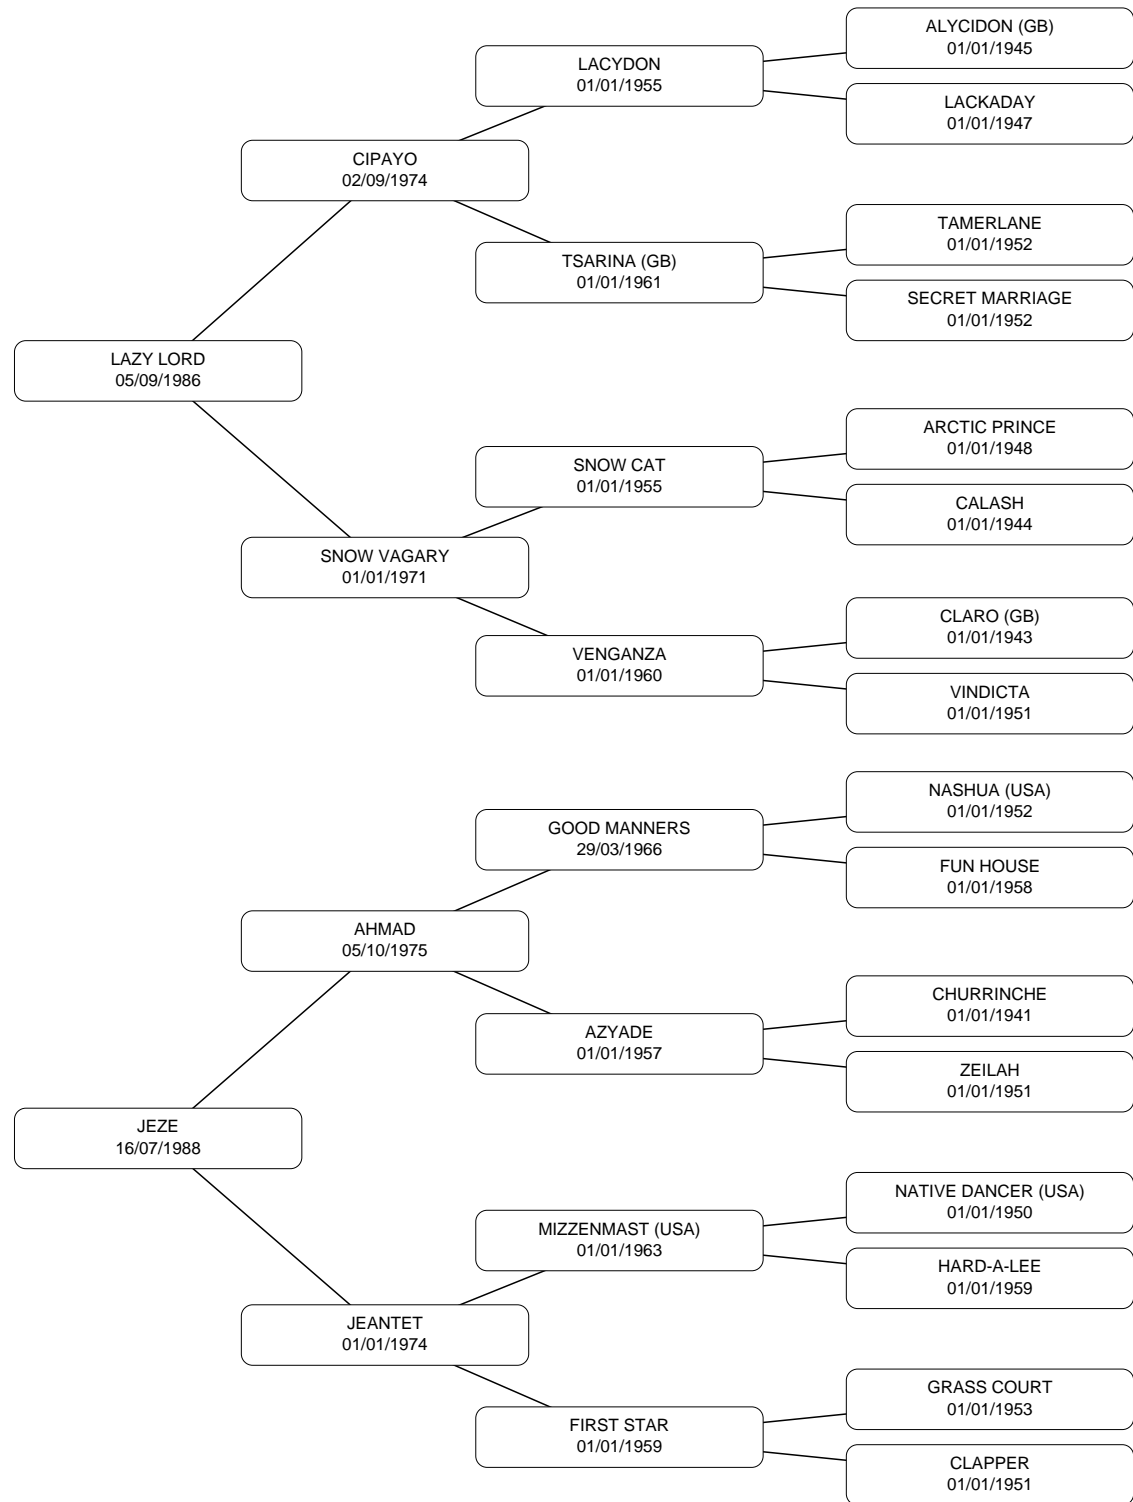 ALYCIDON (GB)
01/01/1945
LACYDON
01/01/1955
LACKADAY
01/01/1947
CIPAYO
02/09/1974
TAMERLANE
01/01/1952
TSARINA (GB)
01/01/1961
SECRET MARRIAGE
01/01/1952
LAZY LORD
05/09/1986
ARCTIC PRINCE
01/01/1948
SNOW CAT
01/01/1955
CALASH
01/01/1944
SNOW VAGARY
01/01/1971
CLARO (GB)
01/01/1943
VENGANZA
01/01/1960
VINDICTA
01/01/1951
NASHUA (USA)
01/01/1952
GOOD MANNERS
29/03/1966
FUN HOUSE
01/01/1958
AHMAD
05/10/1975
CHURRINCHE
01/01/1941
AZYADE
01/01/1957
ZEILAH
01/01/1951
JEZE
16/07/1988
NATIVE DANCER (USA)
01/01/1950
MIZZENMAST (USA)
01/01/1963
HARD-A-LEE
01/01/1959
JEANTET
01/01/1974
GRASS COURT
01/01/1953
FIRST STAR
01/01/1959
CLAPPER
01/01/1951